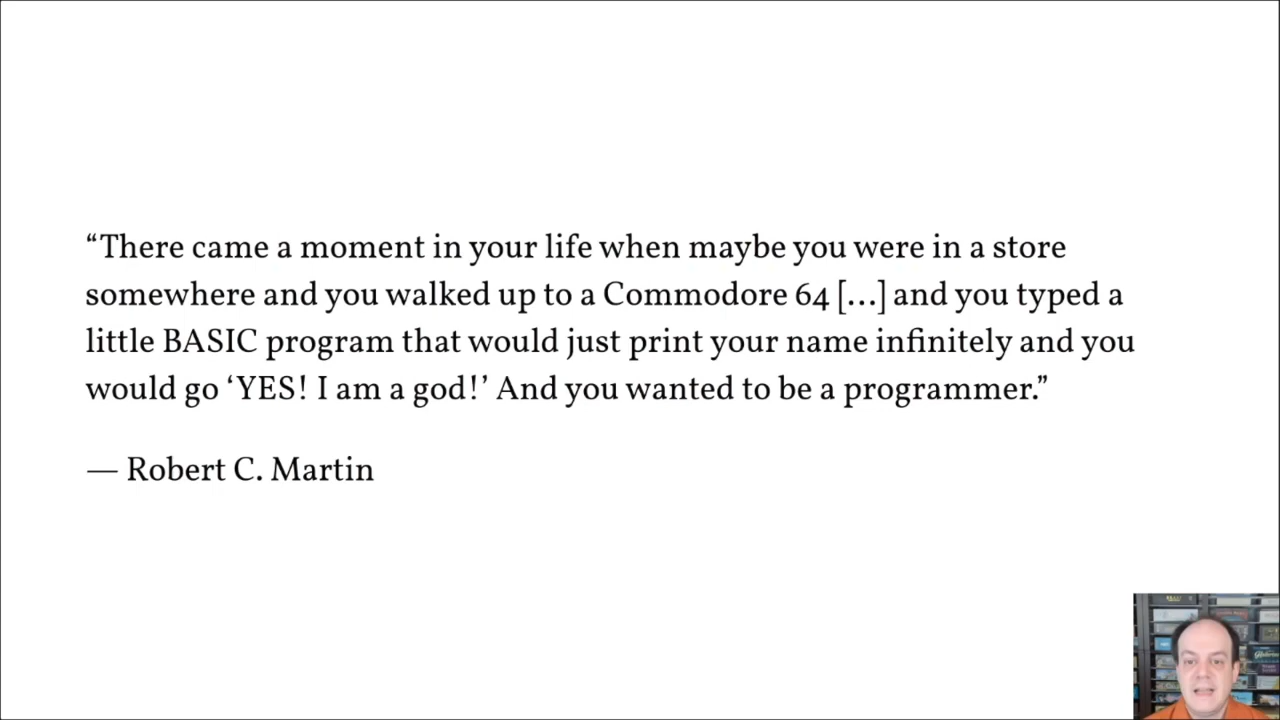 “There came a moment in your life when maybe you were in a store
somewhere and you walked up to a Commodore 64 […] and you typed a
little BASIC program that would just print your name infinitely and you
would go ‘YES! I am a god!’ And you wanted to be a programmer.”
— Robert C. Martin